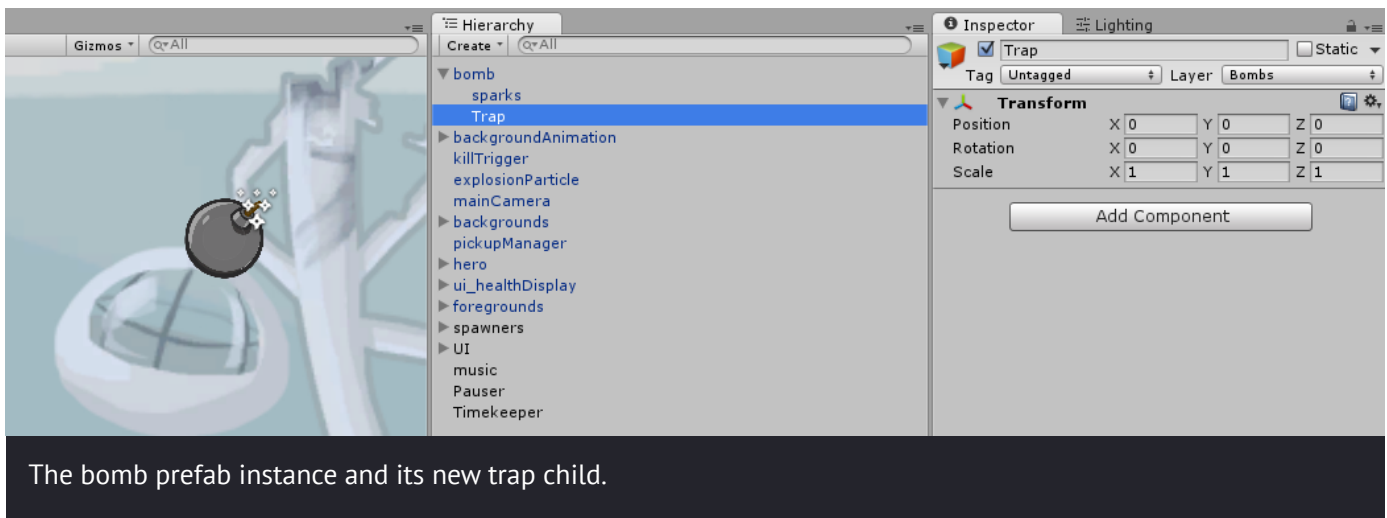 Gizmos All
Hierarchy
Create All
bomb
sparks
Trap
backgroundAnimation
killTrigger
explosionParticle
mainCamera
backgrounds
pickupManager
hero
ui_healthDisplay
foregrounds
spawners
UI
music
Pauser
Timekeeper
Inspector Lighting
Trap Static
Tag Untagged Layer Bombs
Transform
Position X 0 Y 0 Z 0
Rotation X 0 Y 0 Z 0
Scale X 1 Y 1 Z 1
Add Component
The bomb prefab instance and its new trap child.